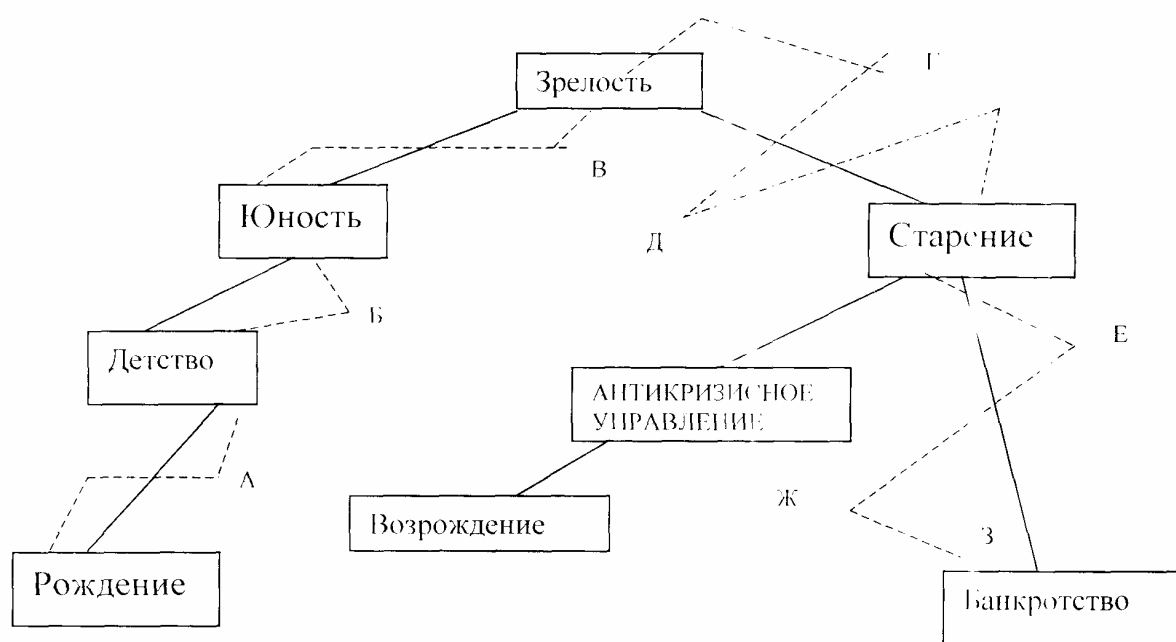 Зрелость
Г
В
Юность
Д
Старение
Б
Е
Детство
АНТИКРИЗИСНОЕ
УПРАВЛЕНИЕ
А
Ж
Возрождение
З
Рождение
Банкротство